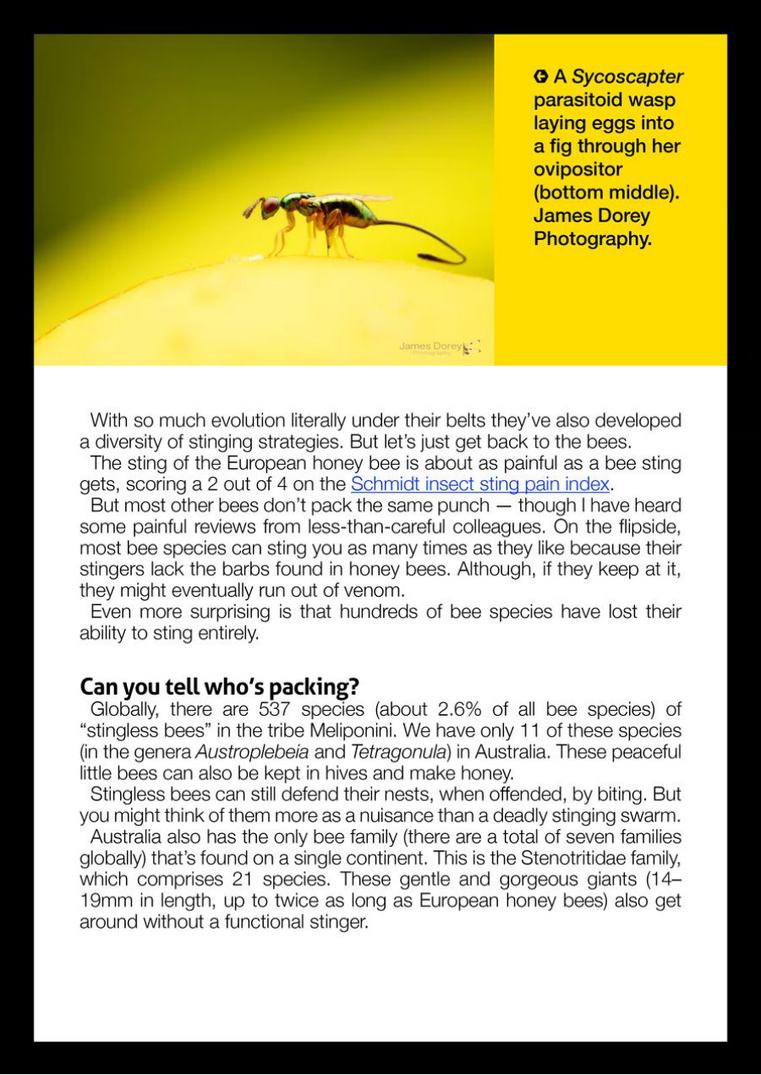 A Sycoscapter
parasitoid wasp
laying eggs into
a fig through her
ovipositor
(bottom middle).
James Dorey
Photography.
James Dorey
Photography
With so much evolution literally under their belts they’ve also developed
a diversity of stinging strategies. But let’s just get back to the bees.
The sting of the European honey bee is about as painful as a bee sting
gets, scoring a 2 out of 4 on the Schmidt insect sting pain index.
But most other bees don’t pack the same punch — though I have heard
some painful reviews from less-than-careful colleagues. On the flipside,
most bee species can sting you as many times as they like because their
stingers lack the barbs found in honey bees. Although, if they keep at it,
they might eventually run out of venom.
Even more surprising is that hundreds of bee species have lost their
ability to sting entirely.
Can you tell who’s packing?
Globally, there are 537 species (about 2.6% of all bee species) of
“stingless bees” in the tribe Meliponini. We have only 11 of these species
(in the genera Austroplebeia and Tetragonula) in Australia. These peaceful
little bees can also be kept in hives and make honey.
Stingless bees can still defend their nests, when offended, by biting. But
you might think of them more as a nuisance than a deadly stinging swarm.
Australia also has the only bee family (there are a total of seven families
globally) that’s found on a single continent. This is the Stenotritidae family,
which comprises 21 species. These gentle and gorgeous giants (14–
19mm in length, up to twice as long as European honey bees) also get
around without a functional stinger.